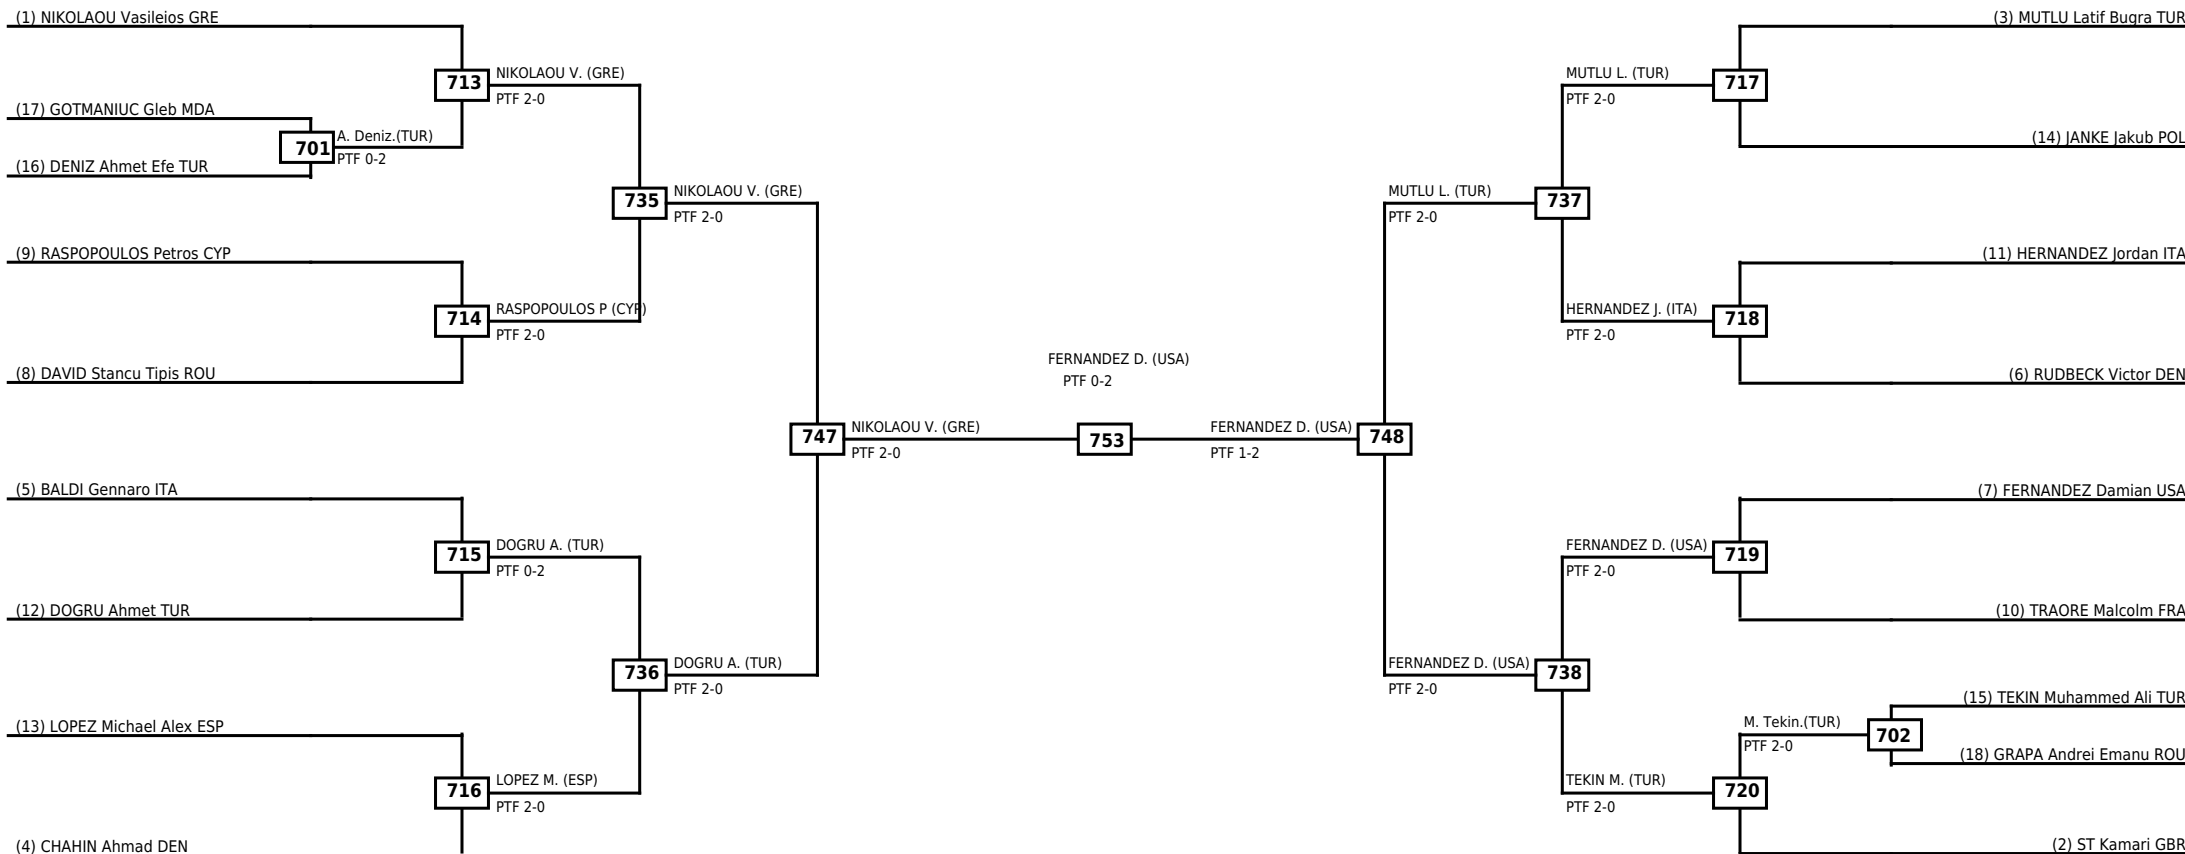 (1) NIKOLAOU Vasileios GRE
(3) MUTLU Latif Bugra TUR
NIKOLAOU V. (GRE)
713
PTF 2-0
MUTLU L. (TUR)
717
PTF 2-0
(17) GOTMANIUC Gleb MDA
A. Deniz.(TUR)
701
PTF 0-2
(14) JANKE Jakub POL
(16) DENIZ Ahmet Efe TUR
NIKOLAOU V. (GRE)
735
PTF 2-0
MUTLU L. (TUR)
737
PTF 2-0
(9) RASPOPOULOS Petros CYP
(11) HERNANDEZ Jordan ITA
RASPOPOULOS P (CYP)
714
PTF 2-0
HERNANDEZ J. (ITA)
718
PTF 2-0
FERNANDEZ D. (USA)
PTF 0-2
(8) DAVID Stancu Tipis ROU
(6) RUDBECK Victor DEN
747
NIKOLAOU V. (GRE)
PTF 2-0
753
FERNANDEZ D. (USA)
PTF 1-2
748
(5) BALDI Gennaro ITA
(7) FERNANDEZ Damian USA
DOGRU A. (TUR)
715
PTF 0-2
FERNANDEZ D. (USA)
719
PTF 2-0
(12) DOGRU Ahmet TUR
(10) TRAORE Malcolm FRA
DOGRU A. (TUR)
736
PTF 2-0
FERNANDEZ D. (USA)
738
PTF 2-0
(15) TEKIN Muhammed Ali TUR
(13) LOPEZ Michael Alex ESP
M. Tekin.(TUR)
702
PTF 2-0
(18) GRAPA Andrei Emanu ROU
LOPEZ M. (ESP)
716
PTF 2-0
TEKIN M. (TUR)
720
PTF 2-0
(4) CHAHIN Ahmad DEN
(2) ST Kamari GBR